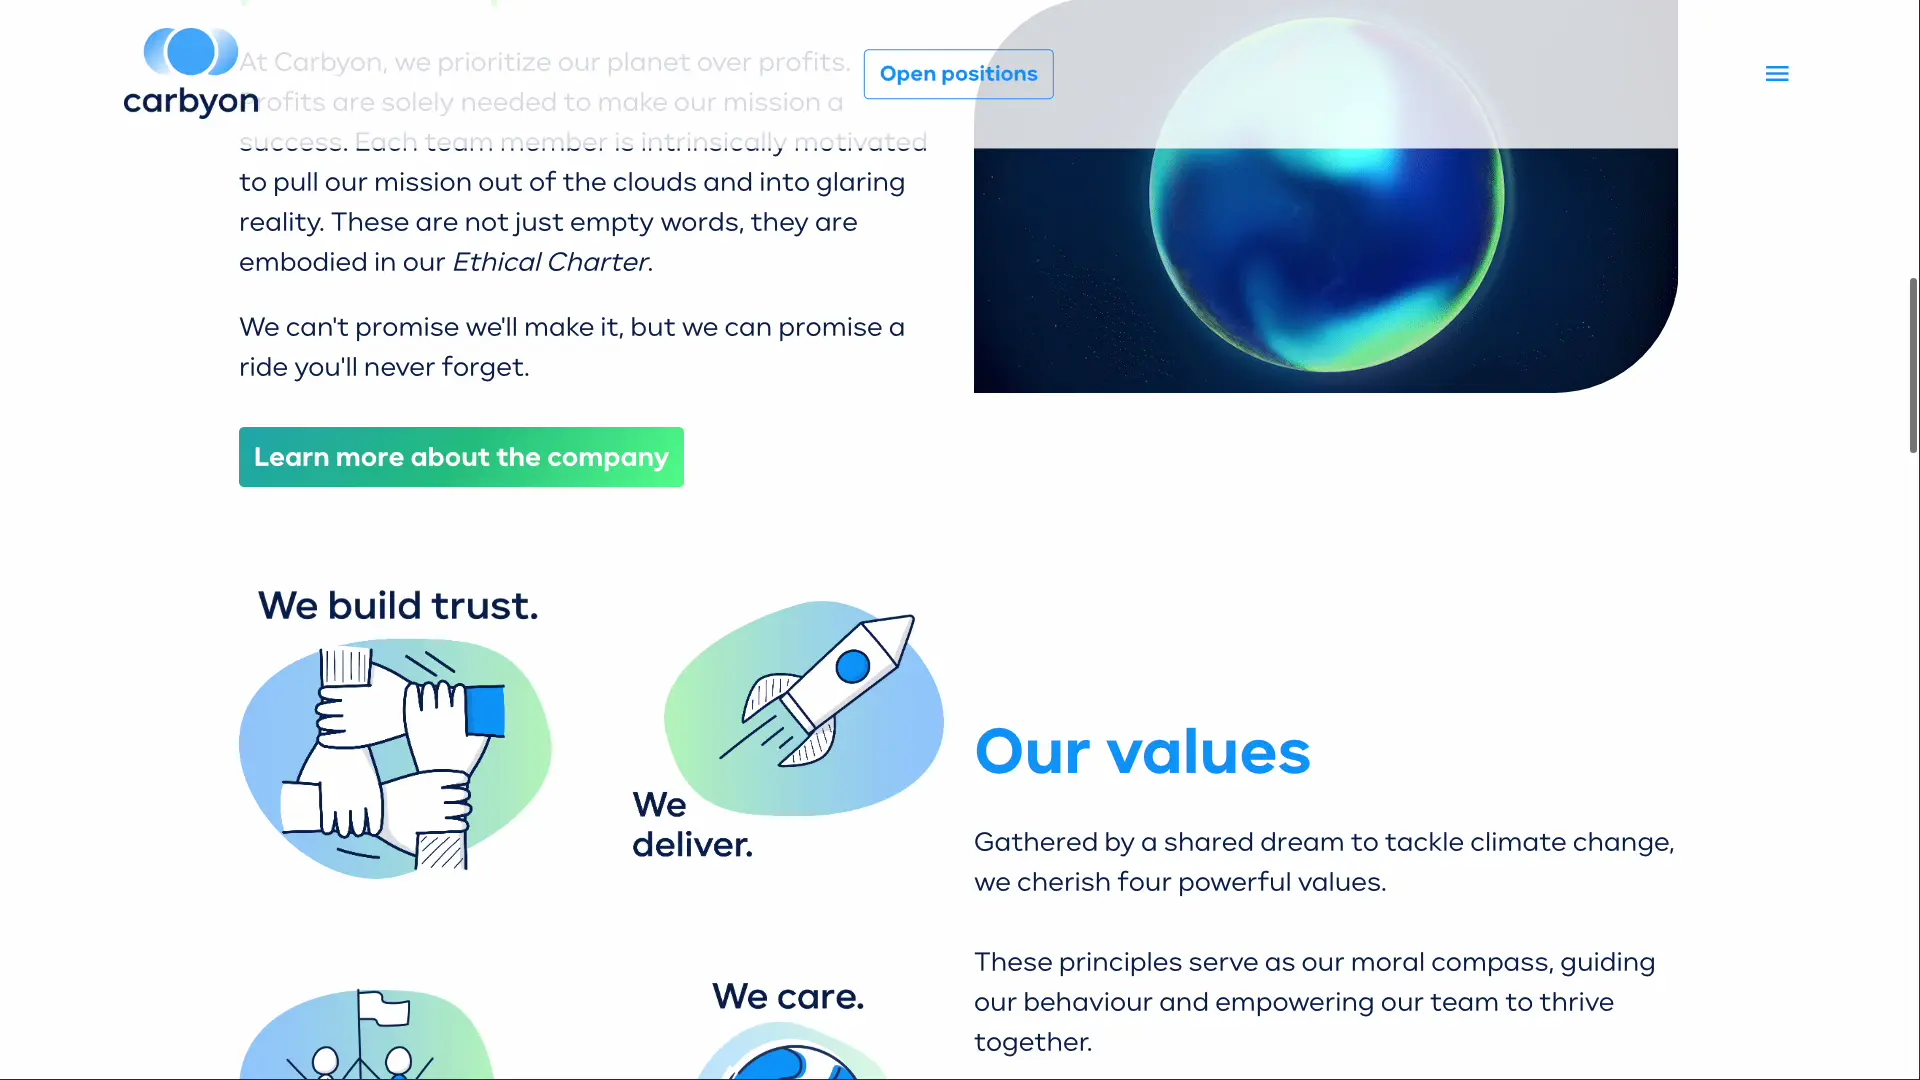 carbyon
Open positions
At Carbyon, we prioritize our planet over profits.
Profits are solely needed to make our mission a
success. Each team member is intrinsically motivated
to pull our mission out of the clouds and into glaring
reality. These are not just empty words, they are
embodied in our Ethical Charter.
We can't promise we'll make it, but we can promise a
ride you'll never forget.
Learn more about the company
We build trust.
We
deliver.
We care.
Our values
Gathered by a shared dream to tackle climate change,
we cherish four powerful values.
These principles serve as our moral compass, guiding
our behaviour and empowering our team to thrive
together.